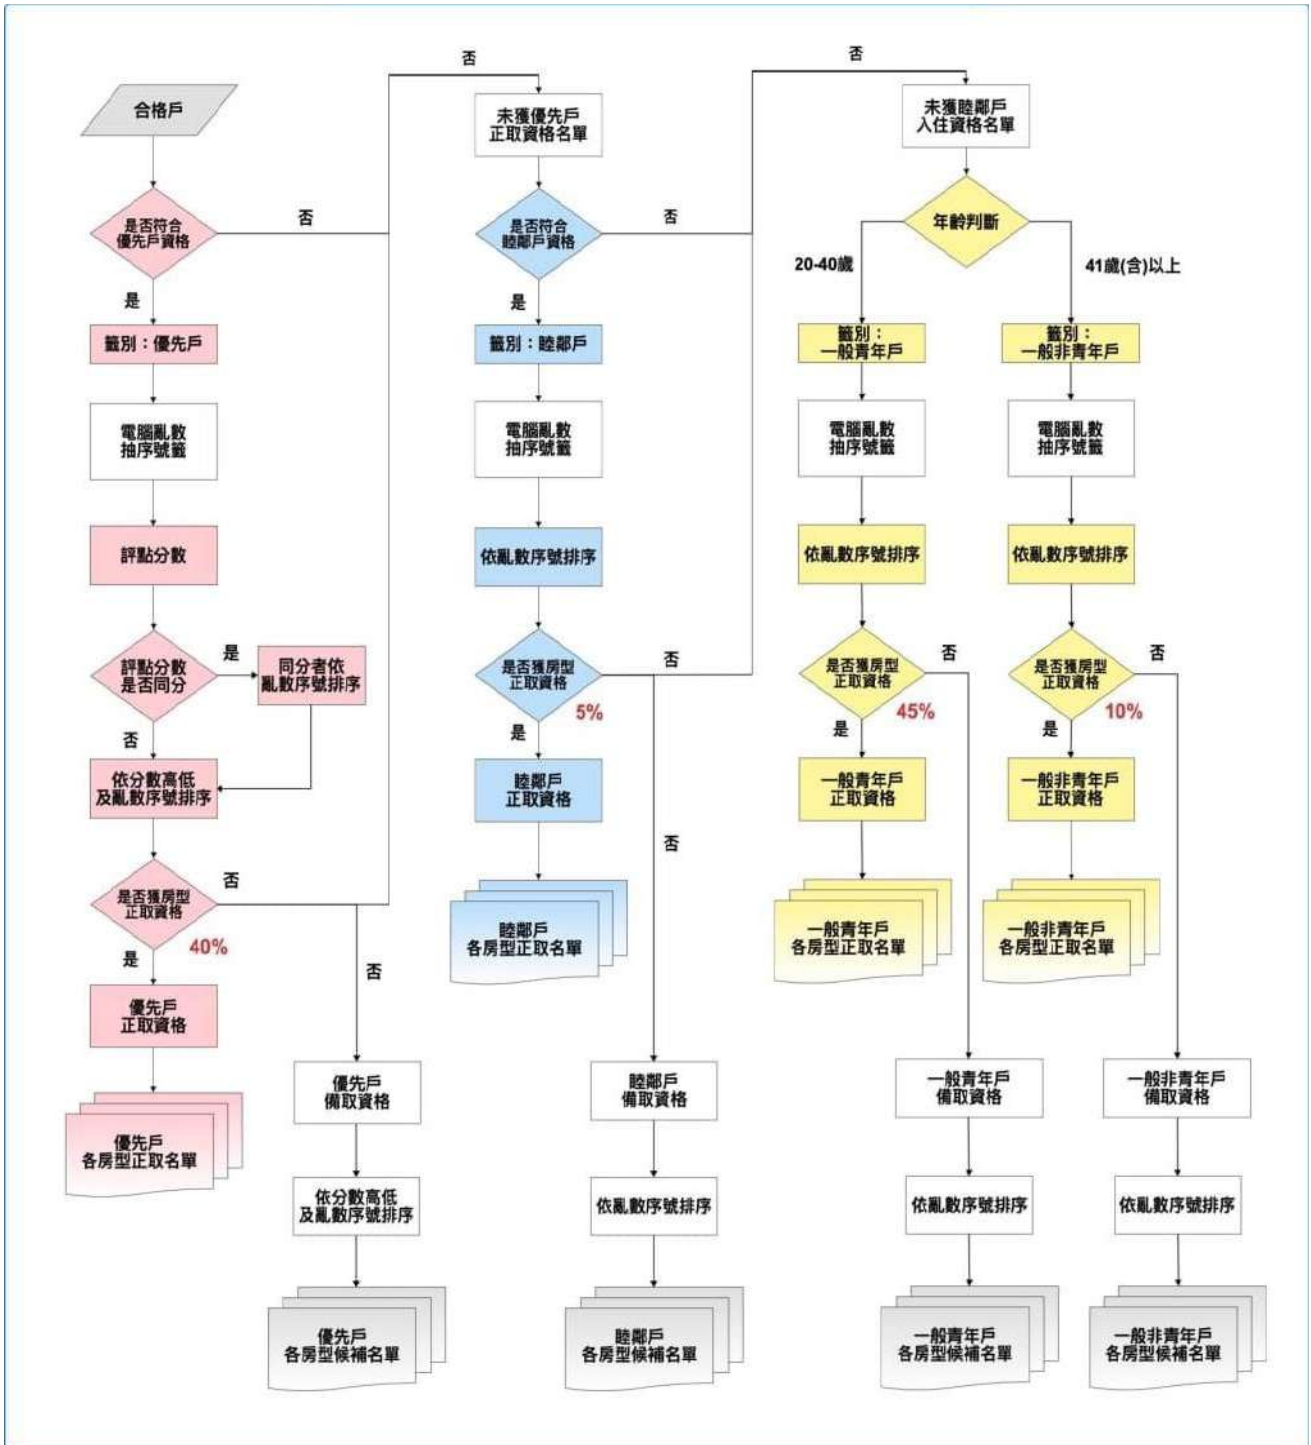 合格戶
是否符合
優先戶資格
否
是
籤別：優先戶
電腦亂數
抽序號籤
評點分數
評點分數
是否同分
是
同分者依
亂數序號排序
否
依分數高低
及亂數序號排序
是否獲房型
正取資格
否
40%
是
優先戶
正取資格
優先戶
各房型正取名單
否
優先戶
備取資格
依分數高低
及亂數序號排序
優先戶
各房型候補名單
否
未獲優先戶
正取資格名單
是否符合
睦鄰戶資格
否
是
籤別：睦鄰戶
電腦亂數
抽序號籤
依亂數序號排序
是否獲房型
正取資格
否
5%
是
睦鄰戶
正取資格
睦鄰戶
各房型正取名單
否
睦鄰戶
備取資格
依亂數序號排序
睦鄰戶
各房型候補名單
否
未獲睦鄰戶
入住資格名單
年齡判斷
20-40歲
41歲(含)以上
籤別：
一般青年戶
電腦亂數
抽序號籤
依亂數序號排序
是否獲房型
正取資格
否
45%
是
一般青年戶
正取資格
一般青年戶
各房型正取名單
一般青年戶
備取資格
依亂數序號排序
一般青年戶
各房型候補名單
籤別：
一般非青年戶
電腦亂數
抽序號籤
依亂數序號排序
是否獲房型
正取資格
否
10%
是
一般非青年戶
正取資格
一般非青年戶
各房型正取名單
一般非青年戶
備取資格
依亂數序號排序
一般非青年戶
各房型候補名單